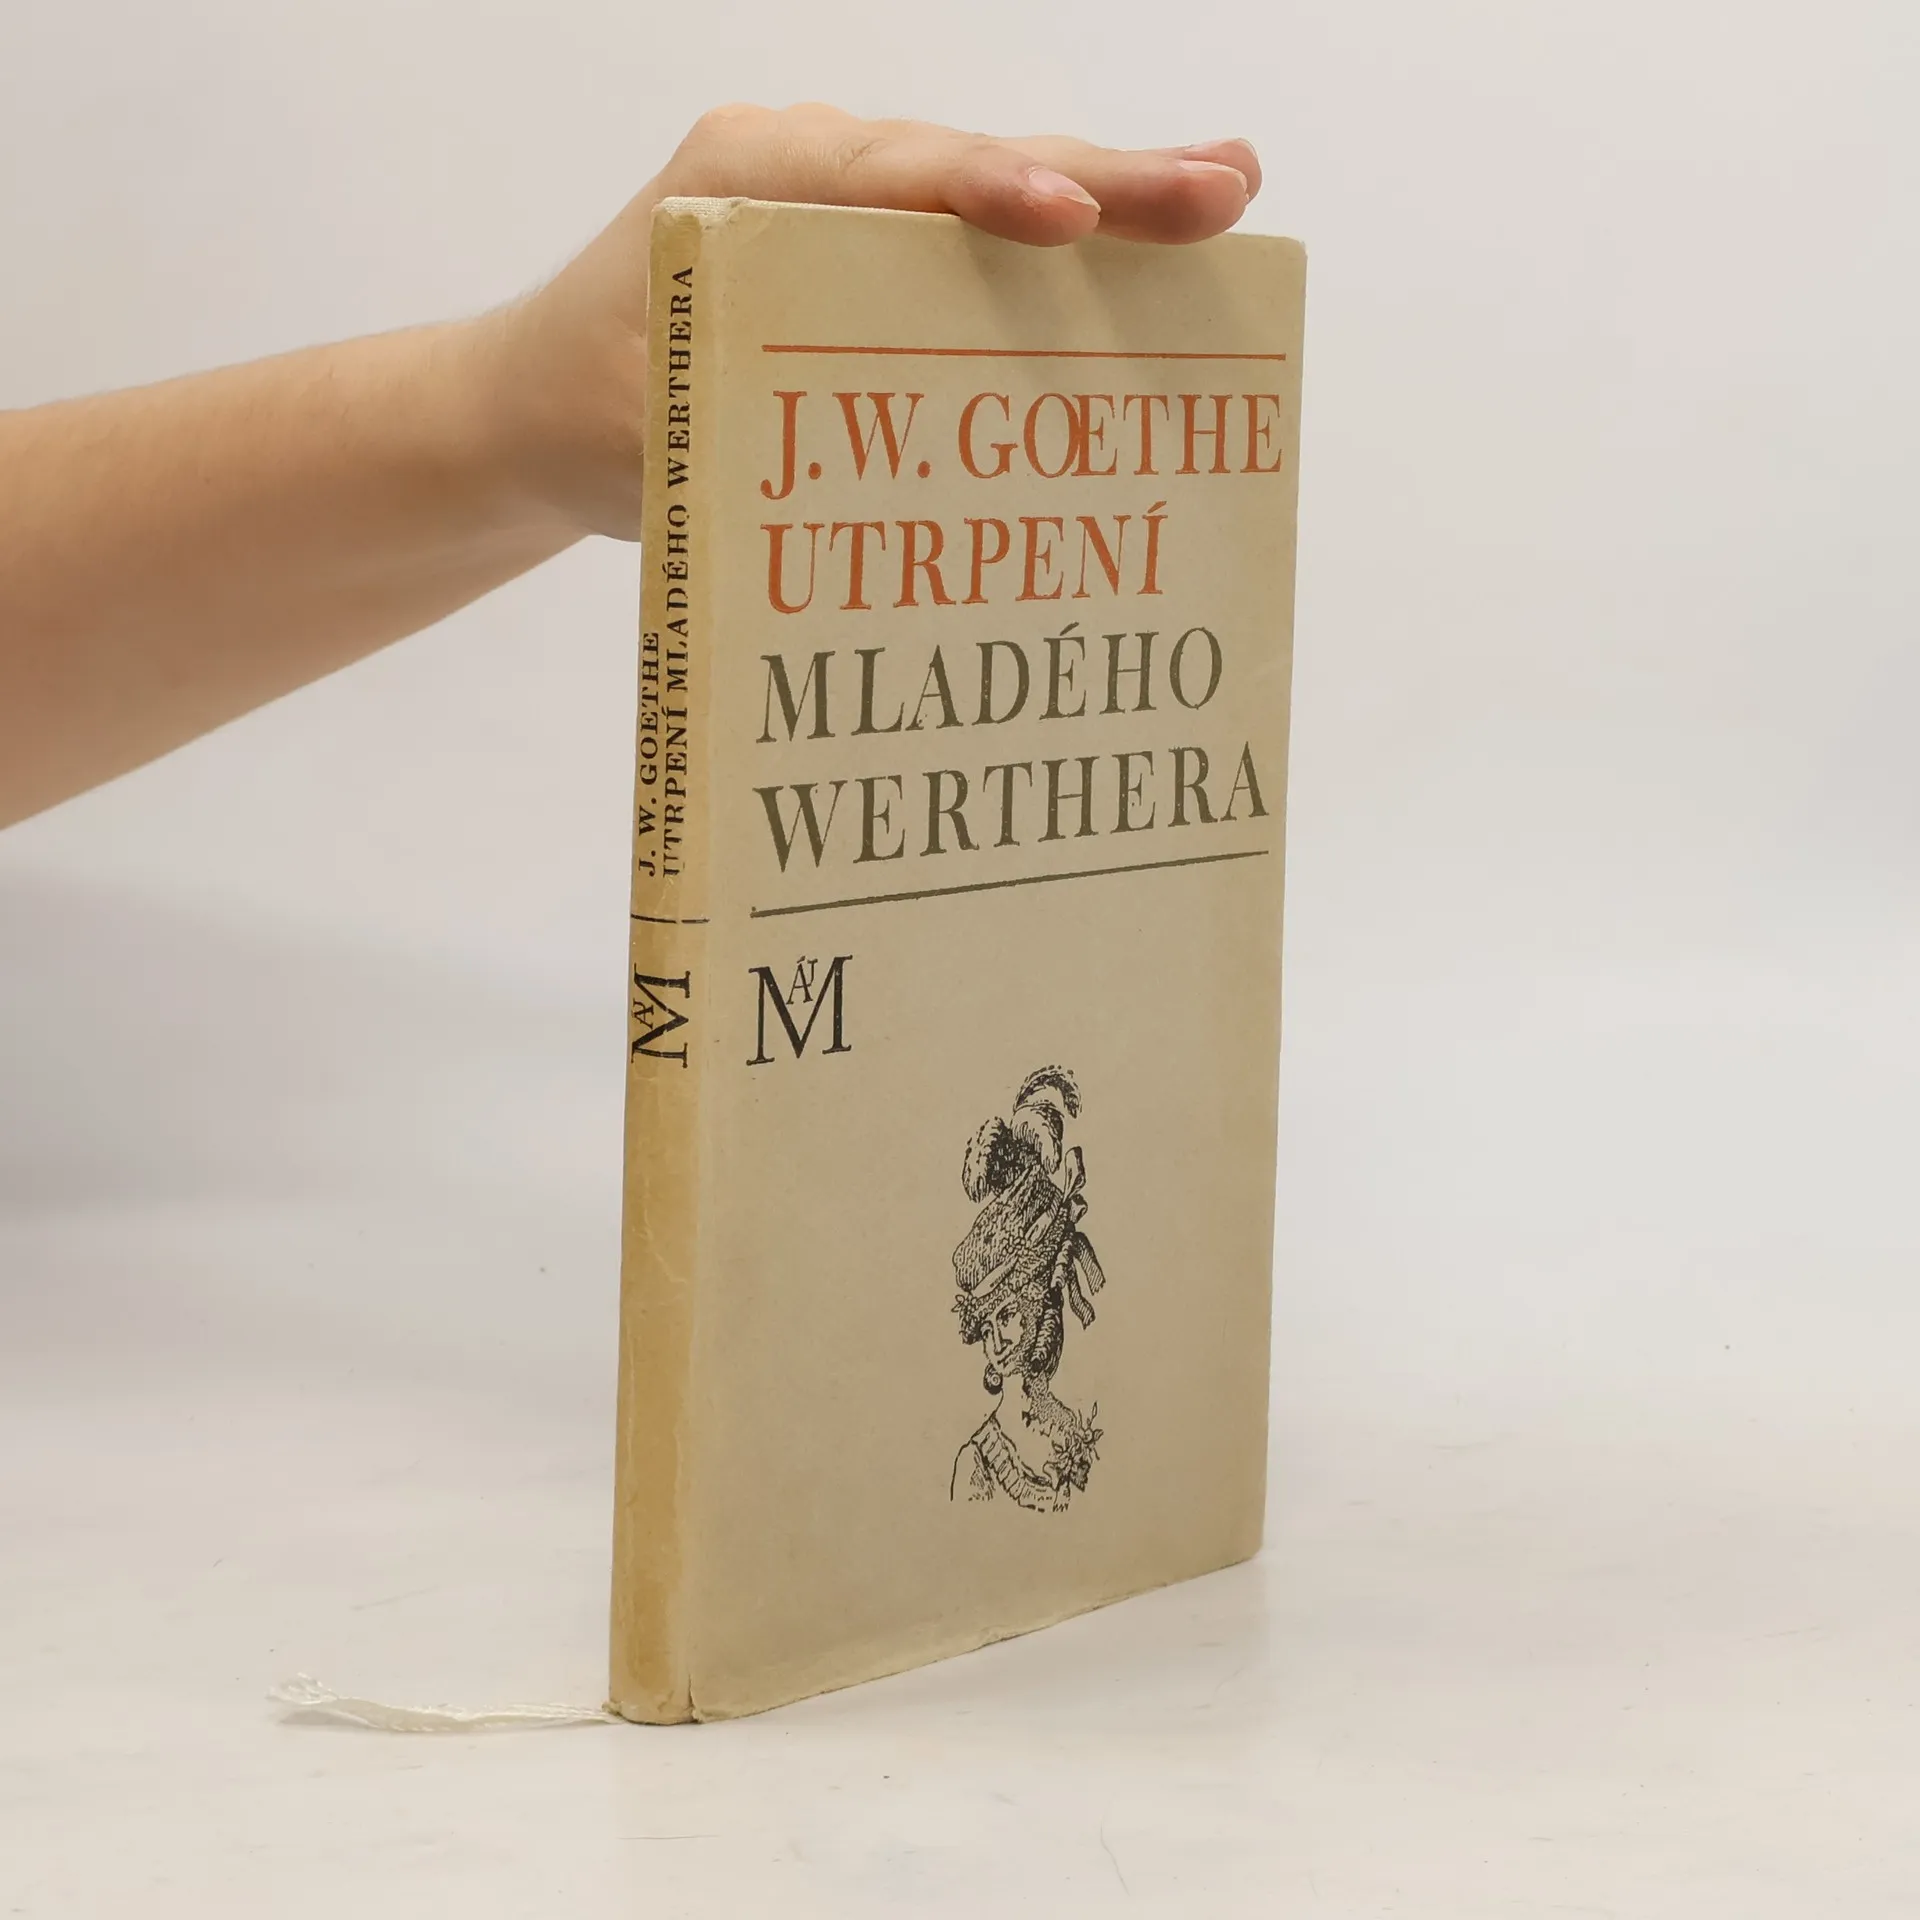 J. W. GOETHE
UTRPENÍ MLADÉHO WERTHERA
MÁJ
J. W. GOETHE
UTRPENÍ
MLADÉHO
WERTHERA
MÁJ